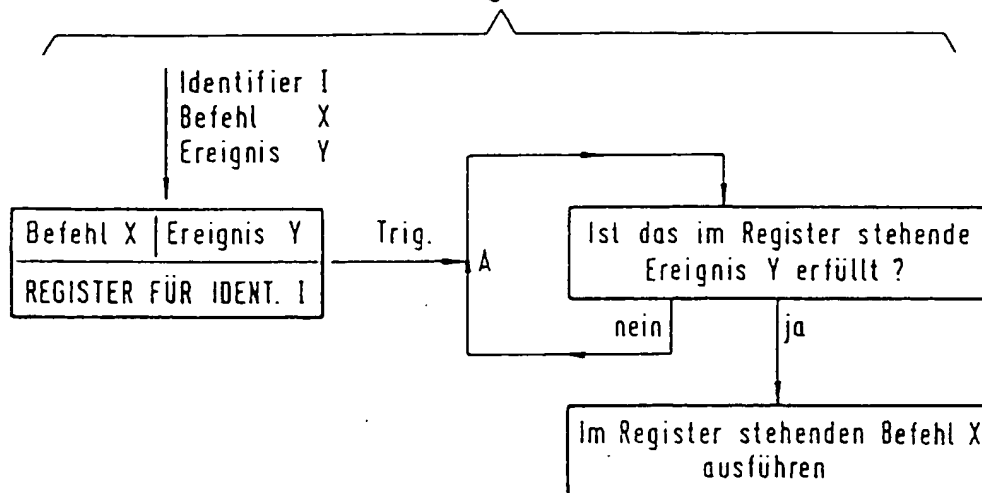 Identifier I
Befehl X
Ereignis Y
Befehl X | Ereignis Y
REGISTER FÜR IDENT. I
Trig.
A
Ist das im Register stehende
Ereignis Y erfüllt ?
nein
ja
Im Register stehenden Befehl X
ausführen